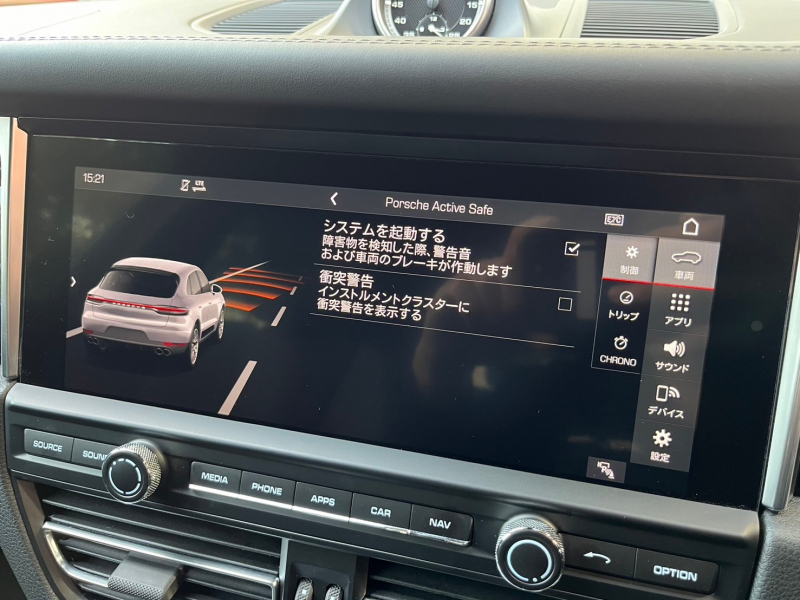 45
15
40
20
15:21
LTE
Porsche Active Safe
ETC
システムを起動する
障害物を検知した際、警告音
および車両のブレーキが作動します
衝突警告
インストルメントクラスターに
衝突警告を表示する
制御
車両
トリップ
アプリ
CHRONO
サウンド
デバイス
設定
SOURCE
MEDIA
PHONE
APPS
CAR
NAV
OPTION